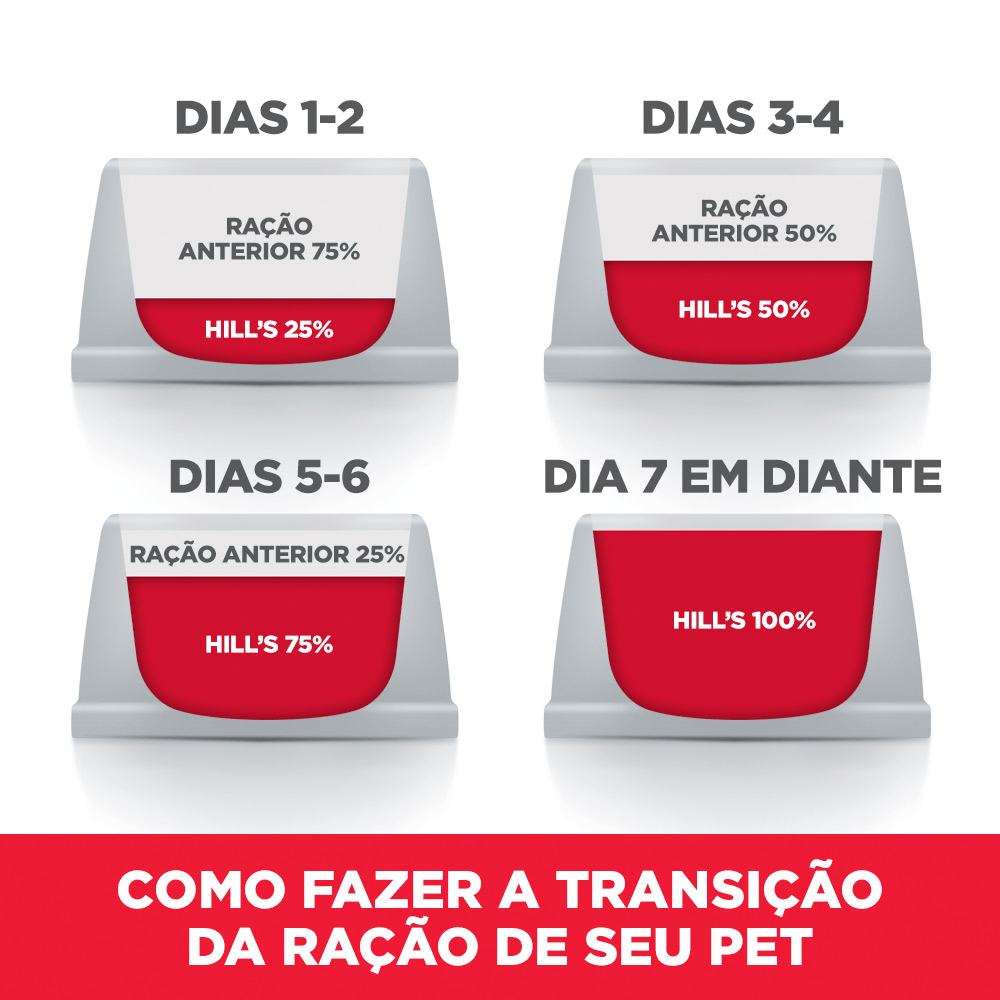 DIAS 1-2
RAÇÃO
ANTERIOR 75%
HILL'S 25%
DIAS 3-4
RAÇÃO
ANTERIOR 50%
HILL'S 50%
DIAS 5-6
RAÇÃO ANTERIOR 25%
HILL'S 75%
DIA 7 EM DIANTE
HILL'S 100%
COMO FAZER A TRANSIÇÃO
DA RAÇÃO DE SEU PET